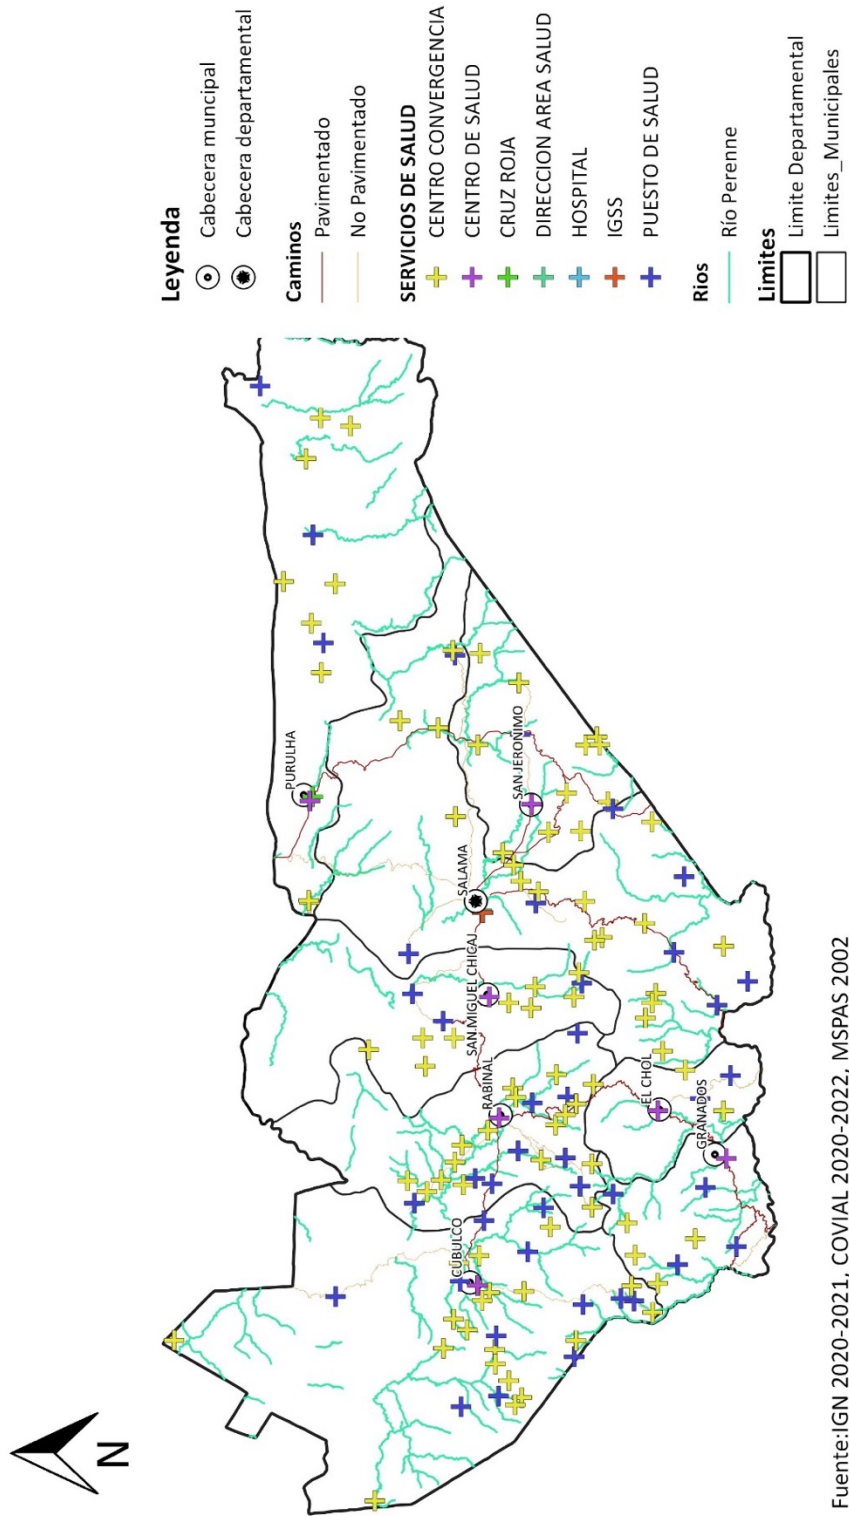 N
PURULHA
SAN JERONIMO
SALAMA
SAN MIGUEL CHICAJ
RABINAL
EL CHOL
GRANADOS
CUBULCO
Leyenda
Cabecera muncipal
Cabecera departamental
Caminos
Pavimentado
No Pavimentado
SERVICIOS DE SALUD
CENTRO CONVERGENCIA
CENTRO DE SALUD
CRUZ ROJA
DIRECCION AREA SALUD
HOSPITAL
IGSS
PUESTO DE SALUD
Rios
Río Perenne
Limites
Limite Departamental
Limites_Municipales
Fuente:IGN 2020-2021, COVIAL 2020-2022, MSPAS 2002